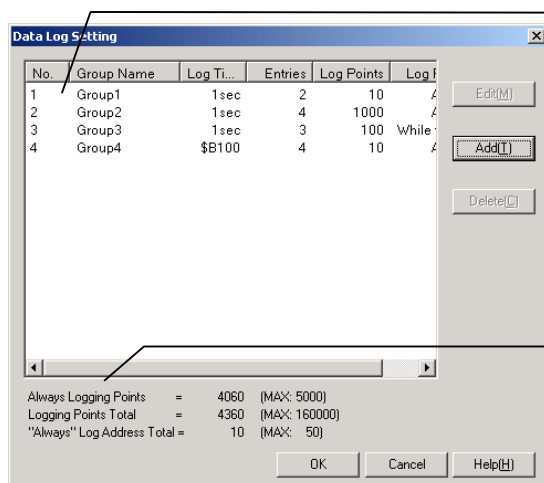 Data Log Setting
No. Group Name Log Ti... Entries Log Points Log
1 Group1 1sec 2 10
2 Group2 1sec 4 1000
3 Group3 1sec 3 100 While
4 Group4 $B100 4 10
Edit(M)
Add(T)
Delete(C)
Always Logging Points = 4060 (MAX: 5000)
Logging Points Total = 4360 (MAX: 160000)
"Always" Log Address Total = 10 (MAX: 50)
OK Cancel Help(H)